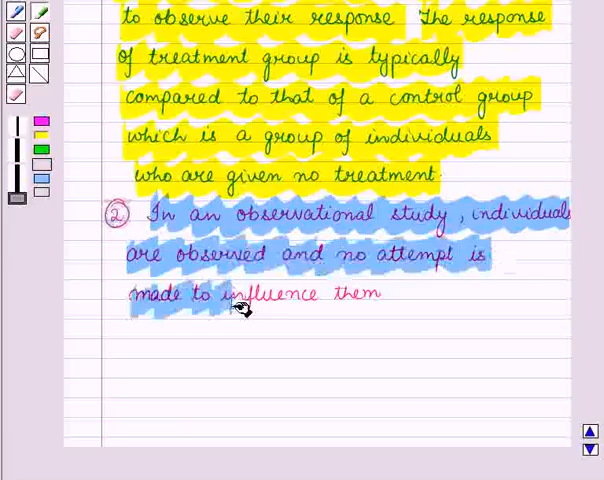 to observe their response The response
of treatment group is typically
compared to that of a control group
which is a group of individuals
who are given no treatment.
② In an observational study, individuals
are observed and no attempt is
made to influence them